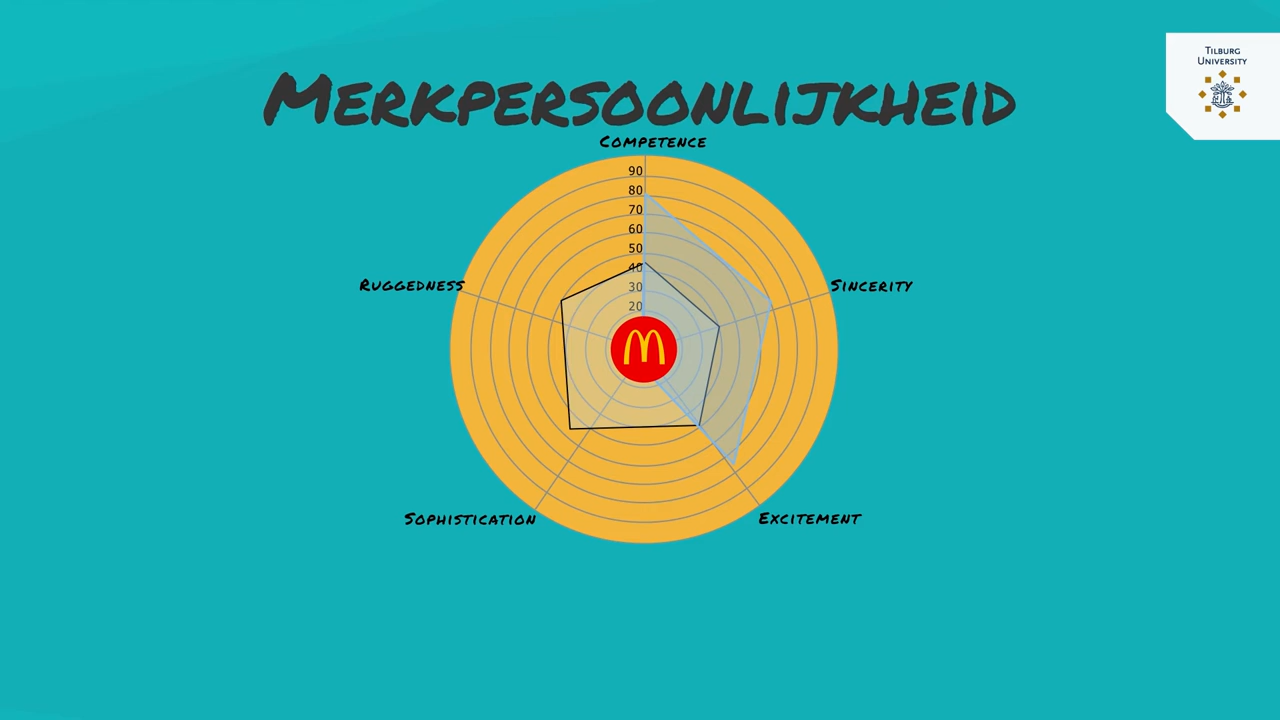 Tilburg
University
Merkpersoonlijkheid
Competence
90
80
70
60
50
40
30
20
Ruggedness
Sincerity
Sophistication
Excitement